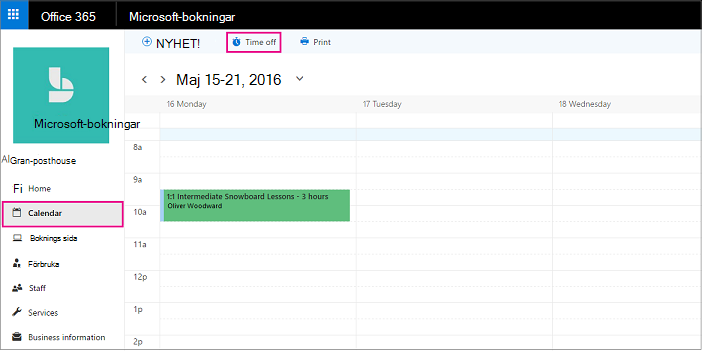 Office 365 Microsoft-bokningar
NYHET! Time off Print
Maj 15-21, 2016
16 Monday 17 Tuesday 18 Wednesday
Microsoft-bokningar
Al Gran-posthouse
Fi Home
Calendar
Boknings sida
Förbruka
Staff
Services
Business information
8a
9a
1:1 Intermediate Snowboard Lessons - 3 hours
Oliver Woodward
10a
11a
12p
1p
2p